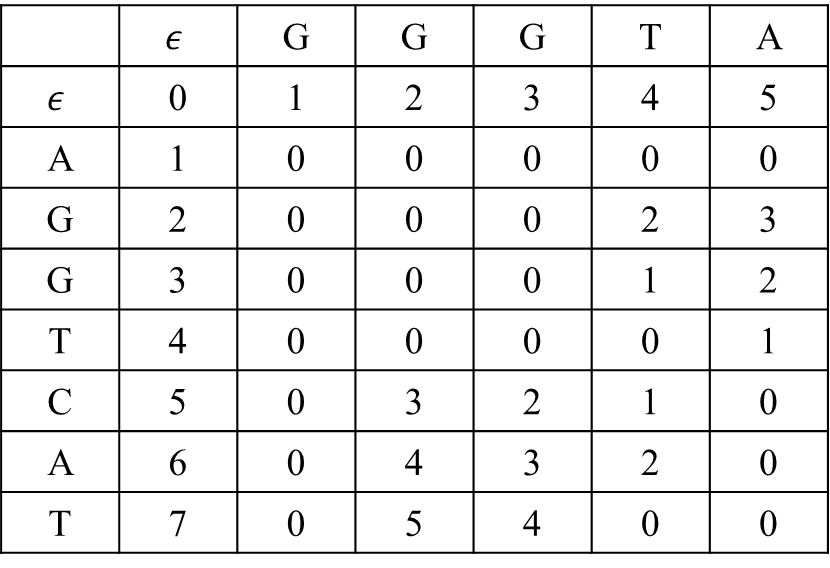 ϵ G G G T A
ϵ 0 1 2 3 4 5
A 1 0 0 0 0 0
G 2 0 0 0 2 3
G 3 0 0 0 1 2
T 4 0 0 0 0 1
C 5 0 3 2 1 0
A 6 0 4 3 2 0
T 7 0 5 4 0 0